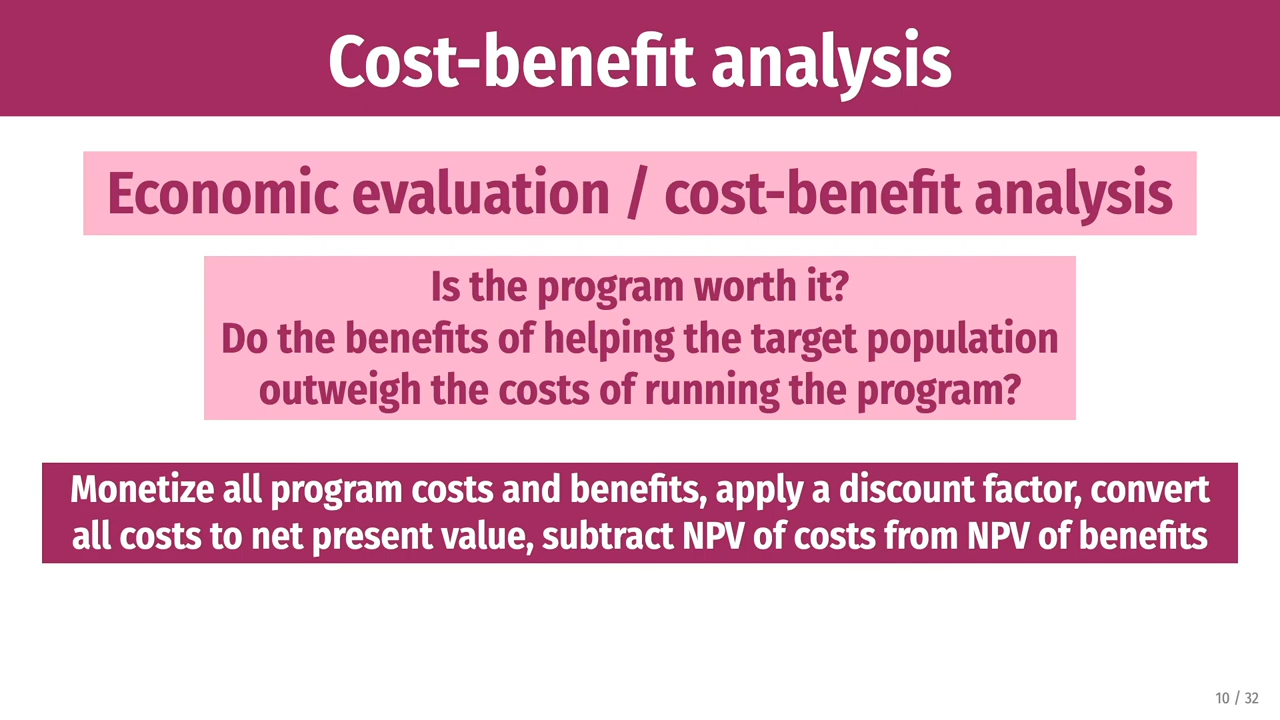 Cost-benefit analysis
Economic evaluation / cost-benefit analysis
Is the program worth it?
Do the benefits of helping the target population
outweigh the costs of running the program?
Monetize all program costs and benefits, apply a discount factor, convert
all costs to net present value, subtract NPV of costs from NPV of benefits
10 / 32